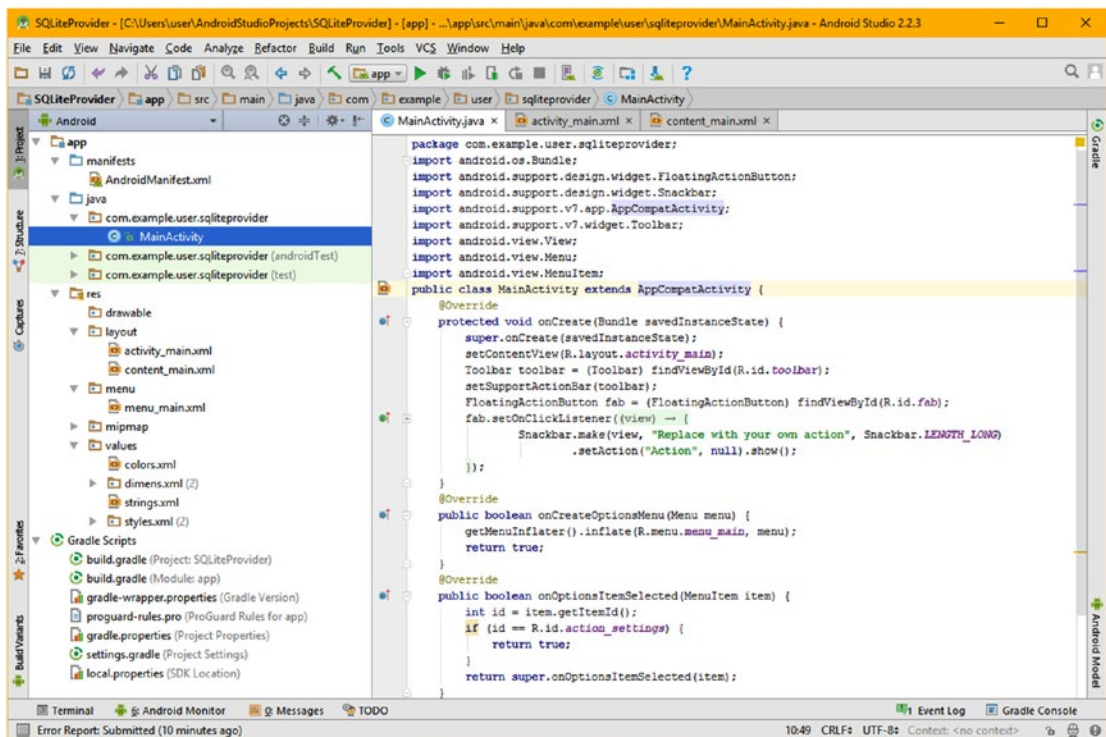 SQLiteProvider - [C:\Users\user\AndroidStudioProjects\SQLiteProvider] - [app] - ...\app\src\main\java\com\example\user\sqliteprovider\MainActivity.java - Android Studio 2.2.3
File Edit View Navigate Code Analyze Refactor Build Run Tools VCS Window Help
app
SQLiteProvider app src main java com example user sqliteprovider MainActivity
Android
MainActivity.java activity_main.xml content_main.xml
1: Project
7: Structure
Captures
2: Favorites
Build Variants
app
manifests
AndroidManifest.xml
java
com.example.user.sqliteprovider
MainActivity
com.example.user.sqliteprovider (androidTest)
com.example.user.sqliteprovider (test)
res
drawable
layout
activity_main.xml
content_main.xml
menu
menu_main.xml
mipmap
values
colors.xml
dimens.xml (2)
strings.xml
styles.xml (2)
Gradle Scripts
build.gradle (Project: SQLiteProvider)
build.gradle (Module: app)
gradle-wrapper.properties (Gradle Version)
proguard-rules.pro (ProGuard Rules for app)
gradle.properties (Project Properties)
settings.gradle (Project Settings)
local.properties (SDK Location)
package com.example.user.sqliteprovider;
import android.os.Bundle;
import android.support.design.widget.FloatingActionButton;
import android.support.design.widget.Snackbar;
import android.support.v7.app.AppCompatActivity;
import android.support.v7.widget.Toolbar;
import android.view.View;
import android.view.Menu;
import android.view.MenuItem;
public class MainActivity extends AppCompatActivity {
@Override
protected void onCreate(Bundle savedInstanceState) {
super.onCreate(savedInstanceState);
setContentView(R.layout.activity_main);
Toolbar toolbar = (Toolbar) findViewById(R.id.toolbar);
setSupportActionBar(toolbar);
FloatingActionButton fab = (FloatingActionButton) findViewById(R.id.fab);
fab.setOnClickListener((view) → {
Snackbar.make(view, "Replace with your own action", Snackbar.LENGTH_LONG)
.setAction("Action", null).show();
});
}
@Override
public boolean onCreateOptionsMenu(Menu menu) {
getMenuInflater().inflate(R.menu.menu_main, menu);
return true;
}
@Override
public boolean onOptionsItemSelected(MenuItem item) {
int id = item.getItemId();
if (id == R.id.action_settings) {
return true;
}
return super.onOptionsItemSelected(item);
}
Gradle
Android Model
Terminal 6: Android Monitor 0: Messages TODO 1 Event Log Gradle Console
Error Report: Submitted (10 minutes ago) 10:49 CRLF UTF-8 Context: <no context>